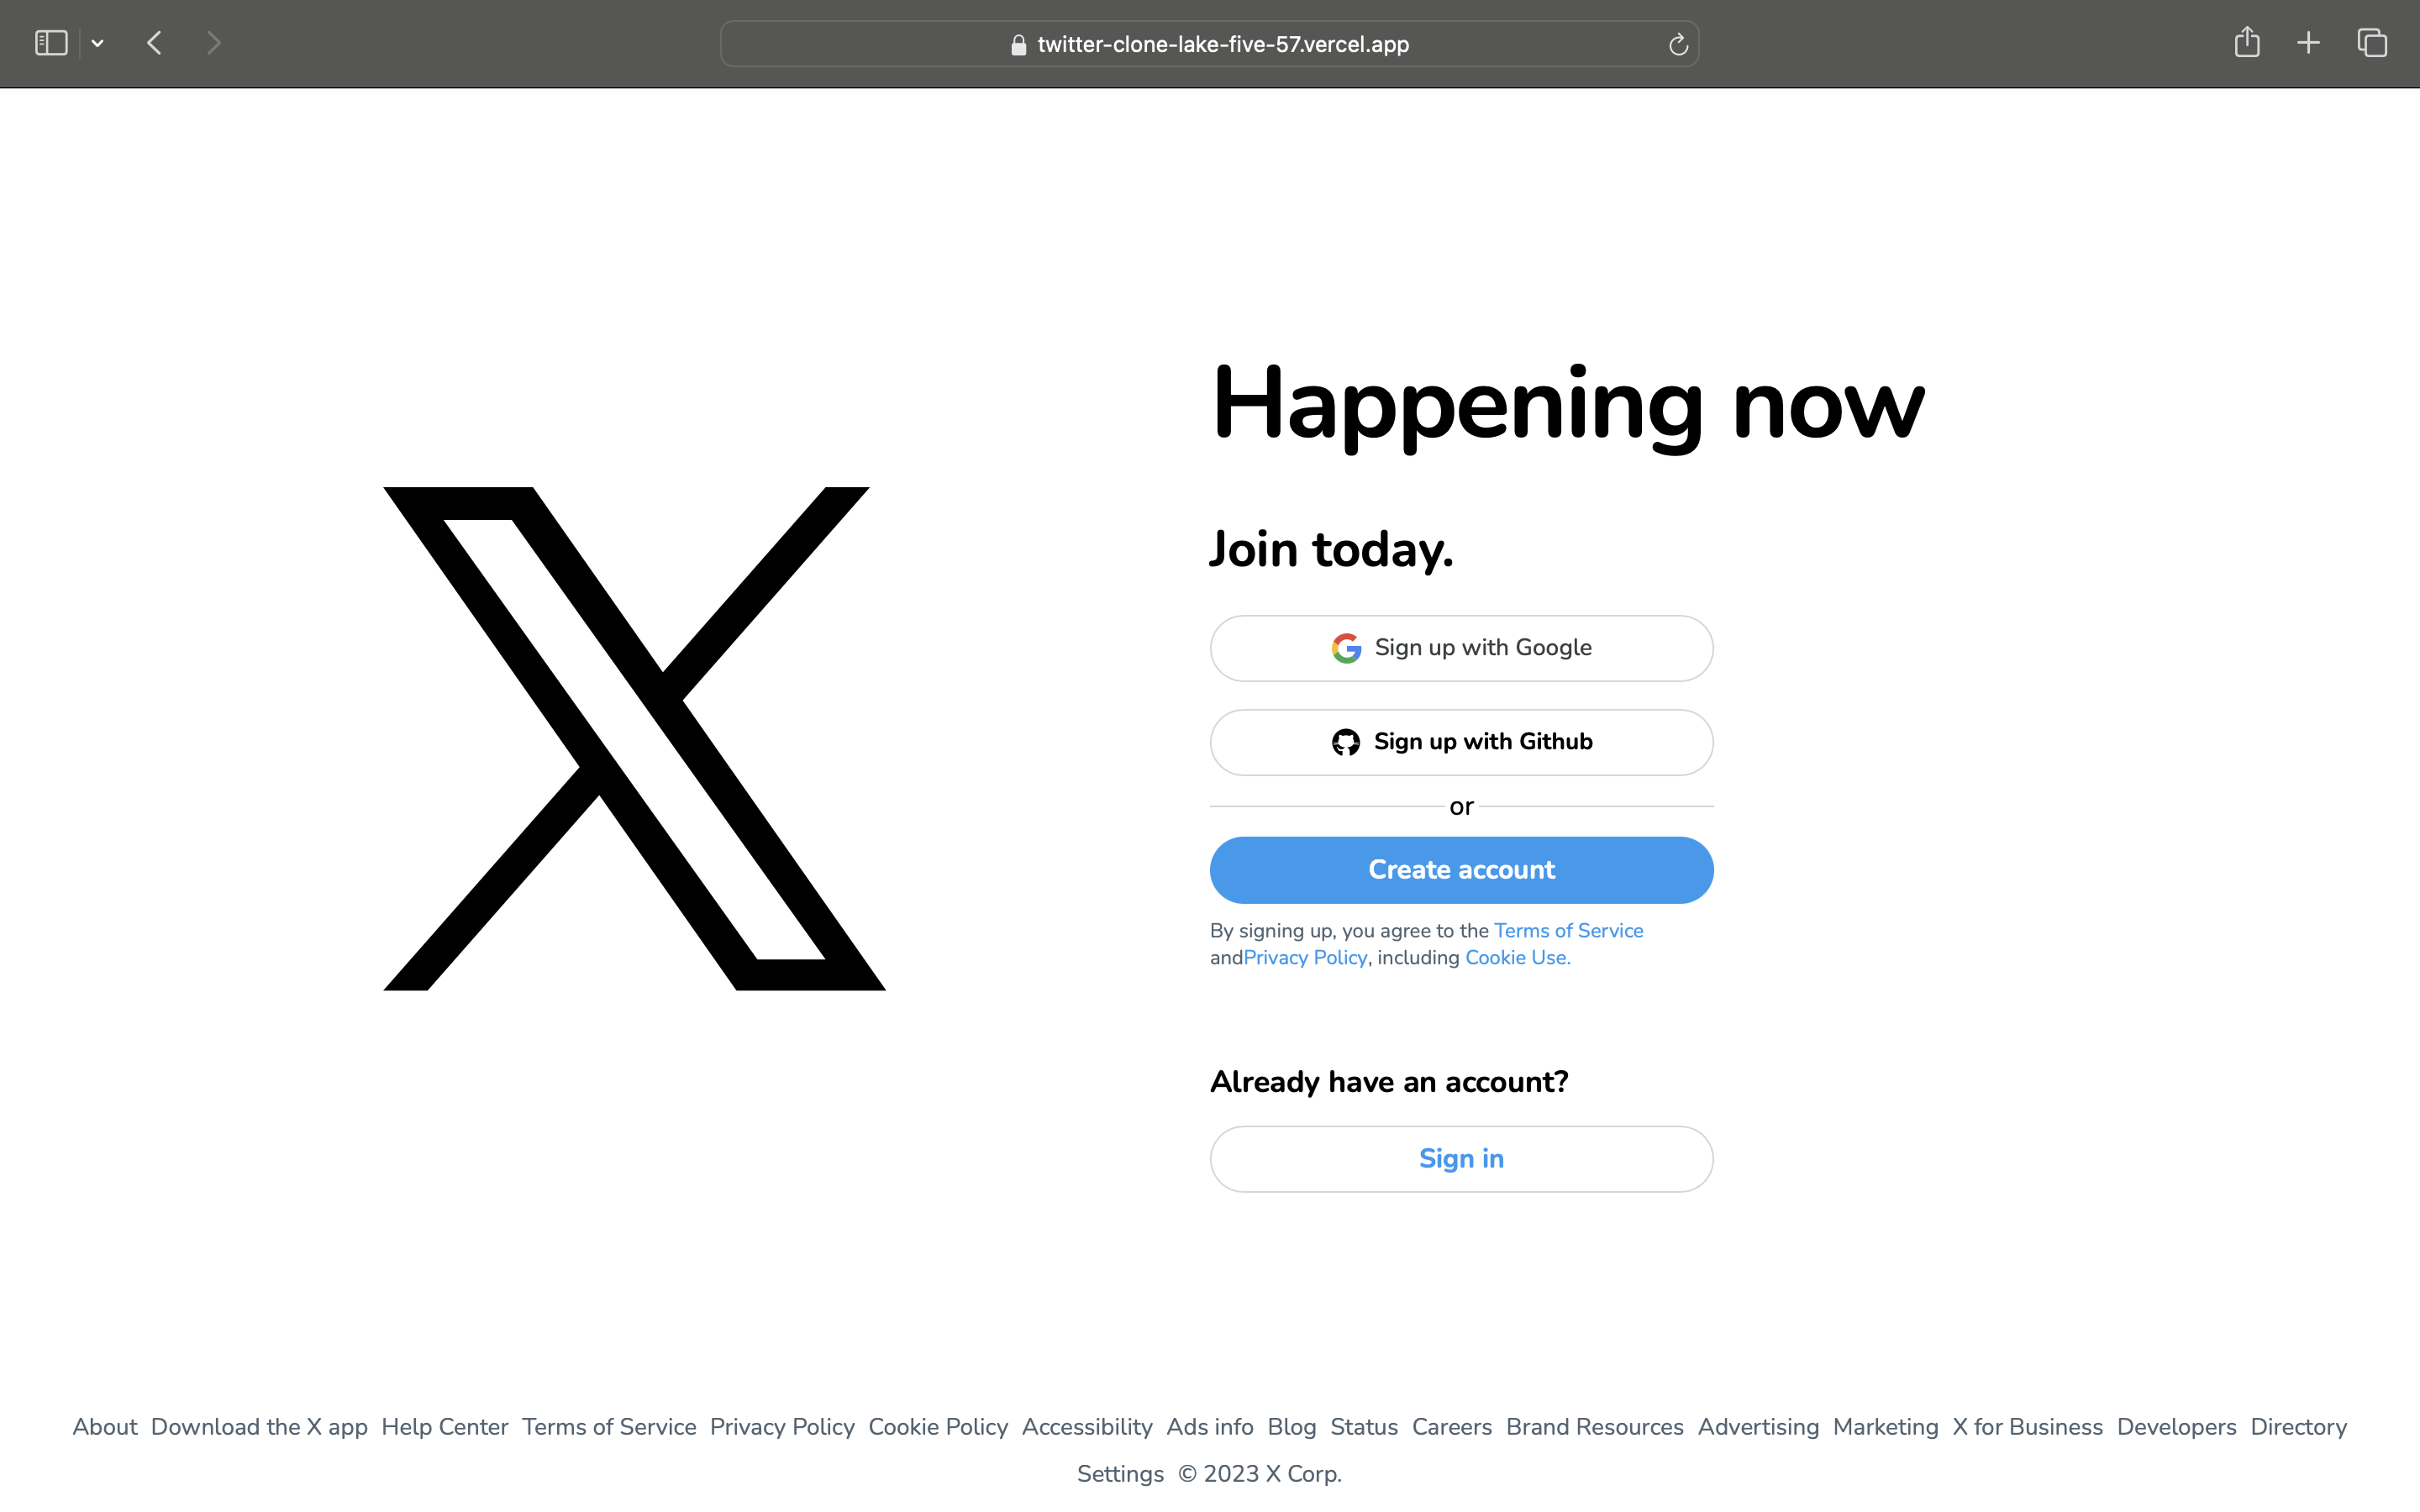 twitter-clone-lake-five-57.vercel.app
Happening now
Join today.
Sign up with Google
Sign up with Github
or
Create account
By signing up, you agree to the Terms of Service
andPrivacy Policy, including Cookie Use.
Already have an account?
Sign in
About Download the X app Help Center Terms of Service Privacy Policy Cookie Policy Accessibility Ads info Blog Status Careers Brand Resources Advertising Marketing X for Business Developers Directory
Settings © 2023 X Corp.